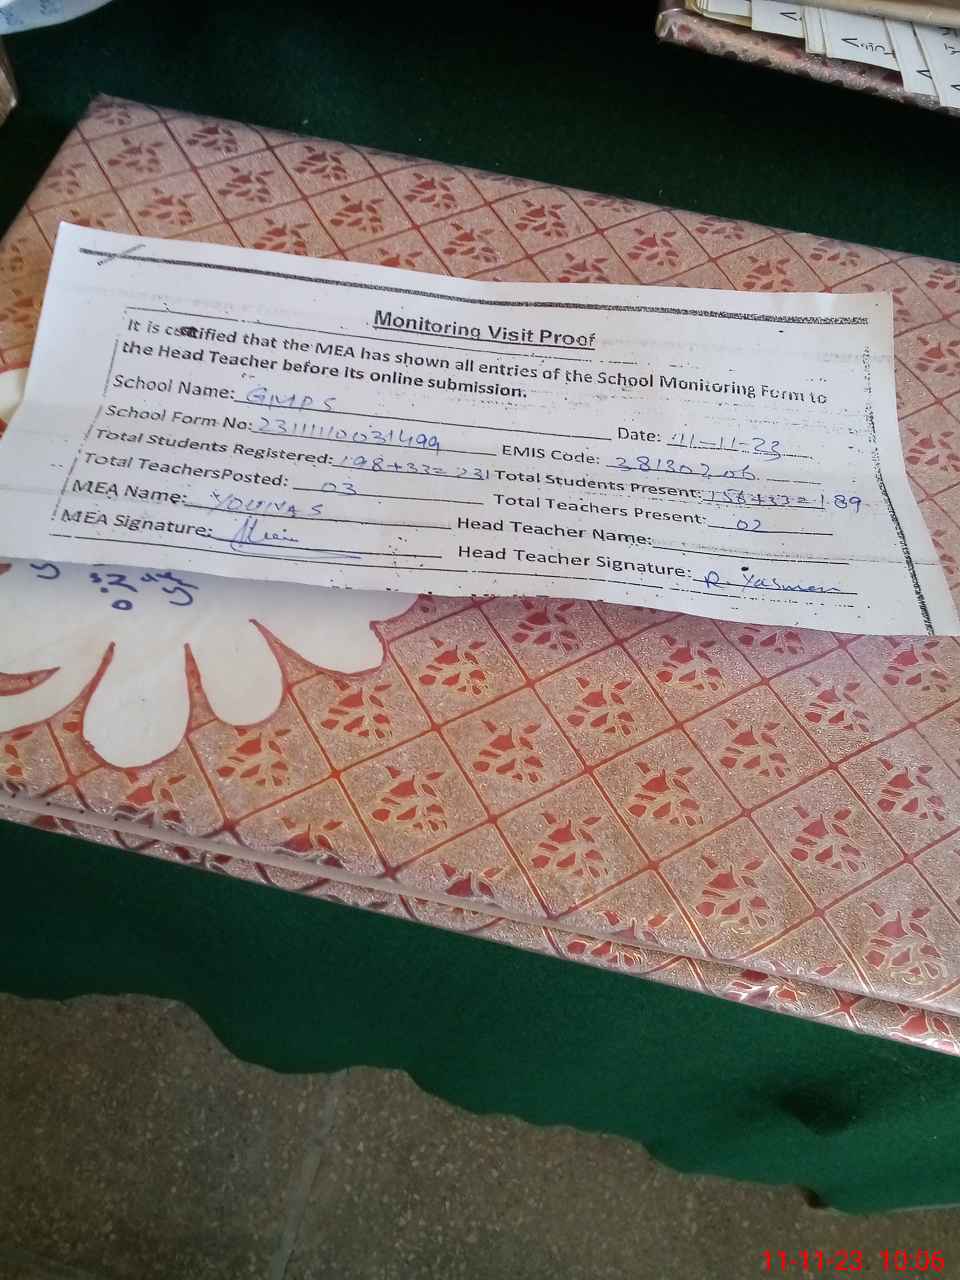 Monitoring Visit Proof
It is certified that the MEA has shown all entries of the School Monitoring Form to
the Head Teacher before its online submission.
School Name: GMPS Date: 11-11-23
School Form No: EMIS Code: 38130206
Total Students Registered: 198+33=231 Total Students Present: 156+33=189
Total TeachersPosted: 03 Total Teachers Present: 02
MEA Name: YOUNAS Head Teacher Name:
MEA Signature: Head Teacher Signature: R. Yasmeen
11-11-23 10:06